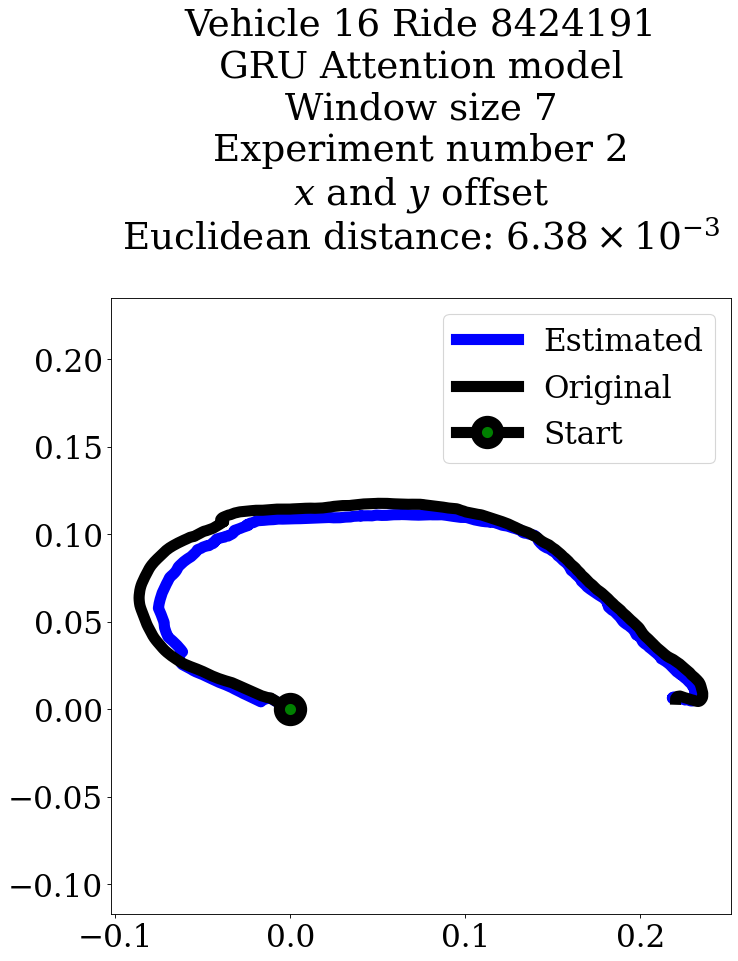 Vehicle 16 Ride 8424191
GRU Attention model
Window size 7
Experiment number 2
x and y offset
Euclidean distance: 6.38 × 10⁻³
Estimated
Original
Start
0.20
0.15
0.10
0.05
0.00
−0.05
−0.10
−0.1 0.0 0.1 0.2